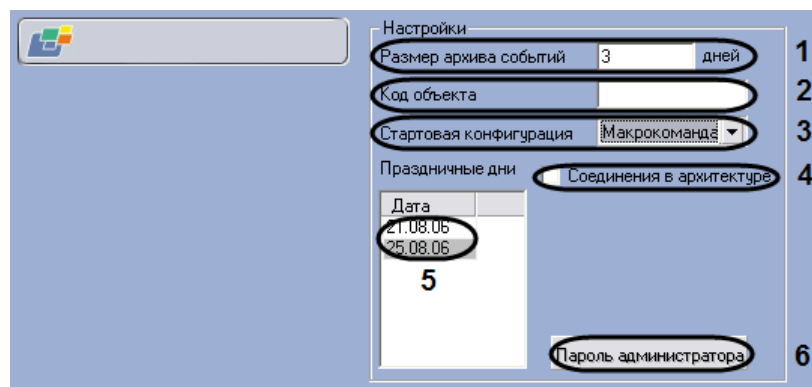 Настройки
Размер архива событий 3 дней 1
Код объекта 2
Стартовая конфигурация Макрокоманда 3
Праздничные дни Соединения в архитектуре 4
Дата
21.08.06
25.08.06
5
Пароль администратора 6